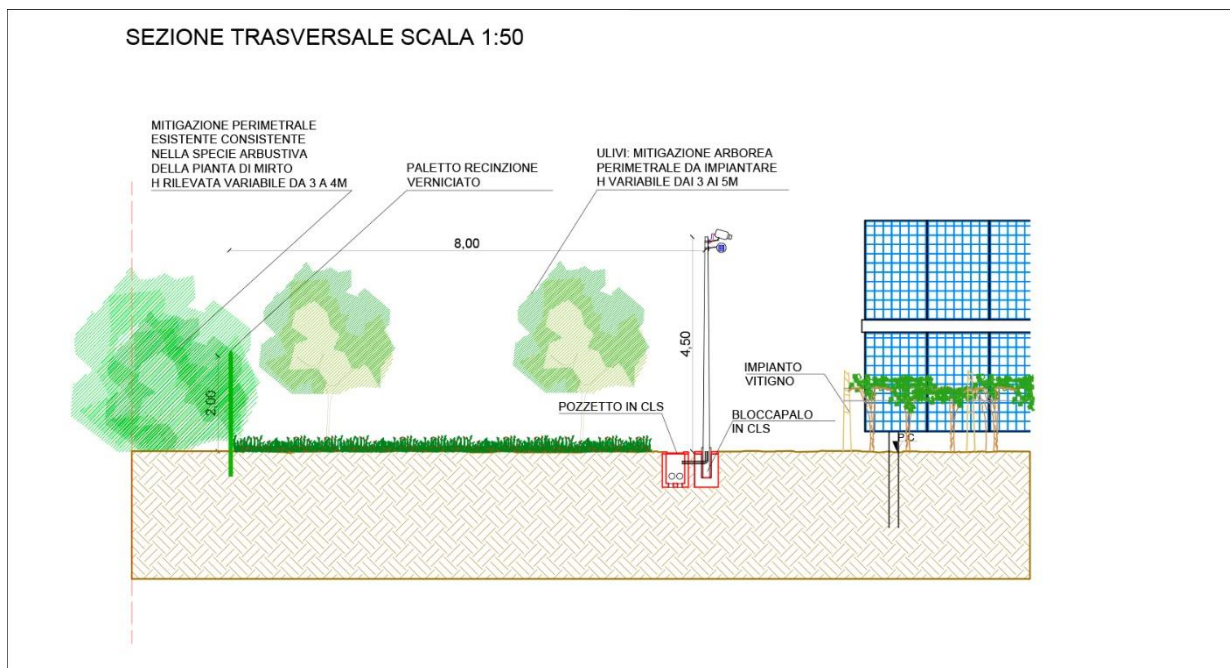 SEZIONE TRASVERSALE SCALA 1:50
MITIGAZIONE PERIMETRALE
ESISTENTE CONSISTENTE
NELLA SPECIE ARBUSTIVA
DELLA PIANTA DI MIRTO
H RILEVATA VARIABILE DA 3 A 4M
PALETTO RECINZIONE
VERNICIATO
ULIVI: MITIGAZIONE ARBOREA
PERIMETRALE DA IMPIANTARE
H VARIABILE DAI 3 AI 5M
8,00
4,50
2,00
IMPIANTO
VITIGNO
POZZETTO IN CLS
BLOCCAPALO
IN CLS
P.C.